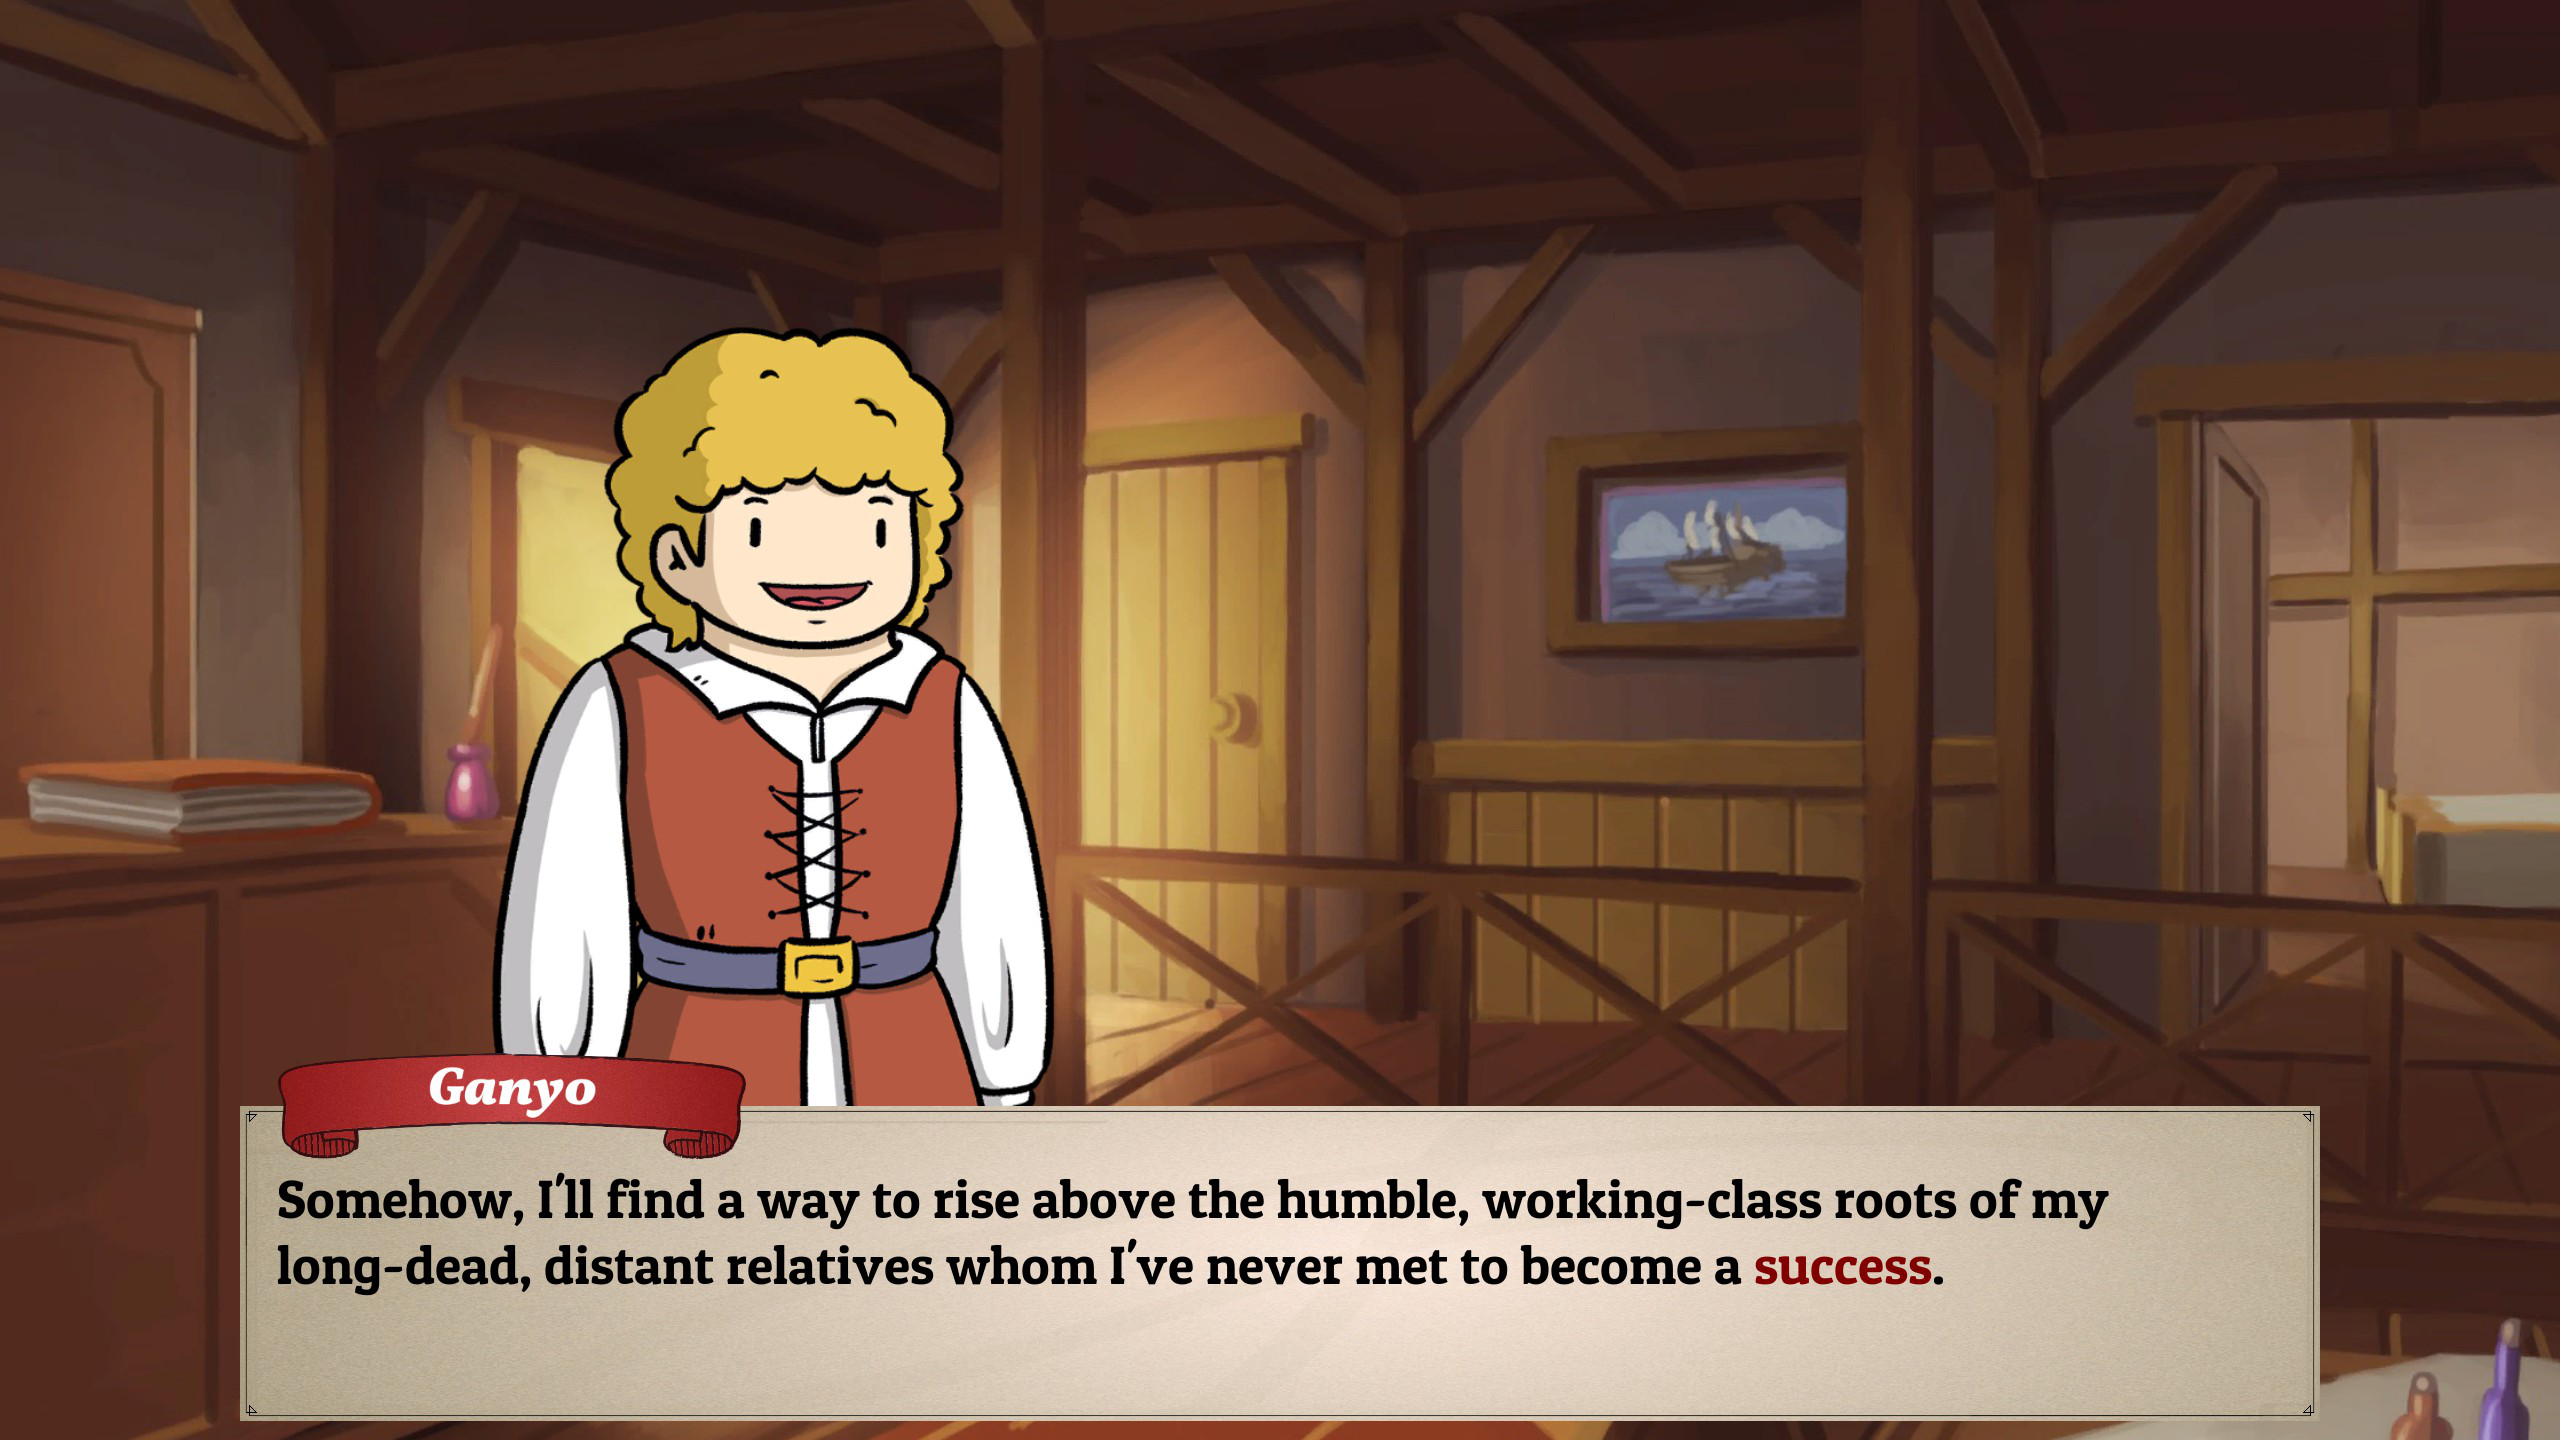 Ganyo
Somehow, I'll find a way to rise above the humble, working-class roots of my
long-dead, distant relatives whom I've never met to become a success.